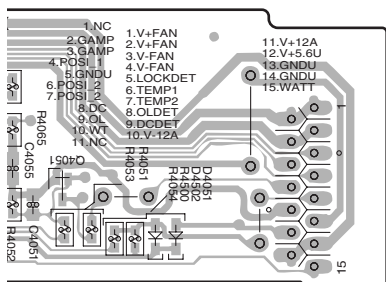 1.NC
2.GAMP
3.GAMP
4.POSI_1
5.GNDU
6.POSI_2
7.POSI_2
8.DC
9.OL
10.WT
11.NC
1.V+FAN
2.V+FAN
3.V-FAN
4.V-FAN
5.LOCKDET
6.TEMP1
7.TEMP2
8.OLDET
9.DCDET
10.V-12A
11.V+12A
12.V+5.6U
13.GNDU
14.GNDU
15.WATT
1
15
R4065
C4055
Q4051
R4053
R4051
R4054
R4500
D4503
D4051
R4052
C4051